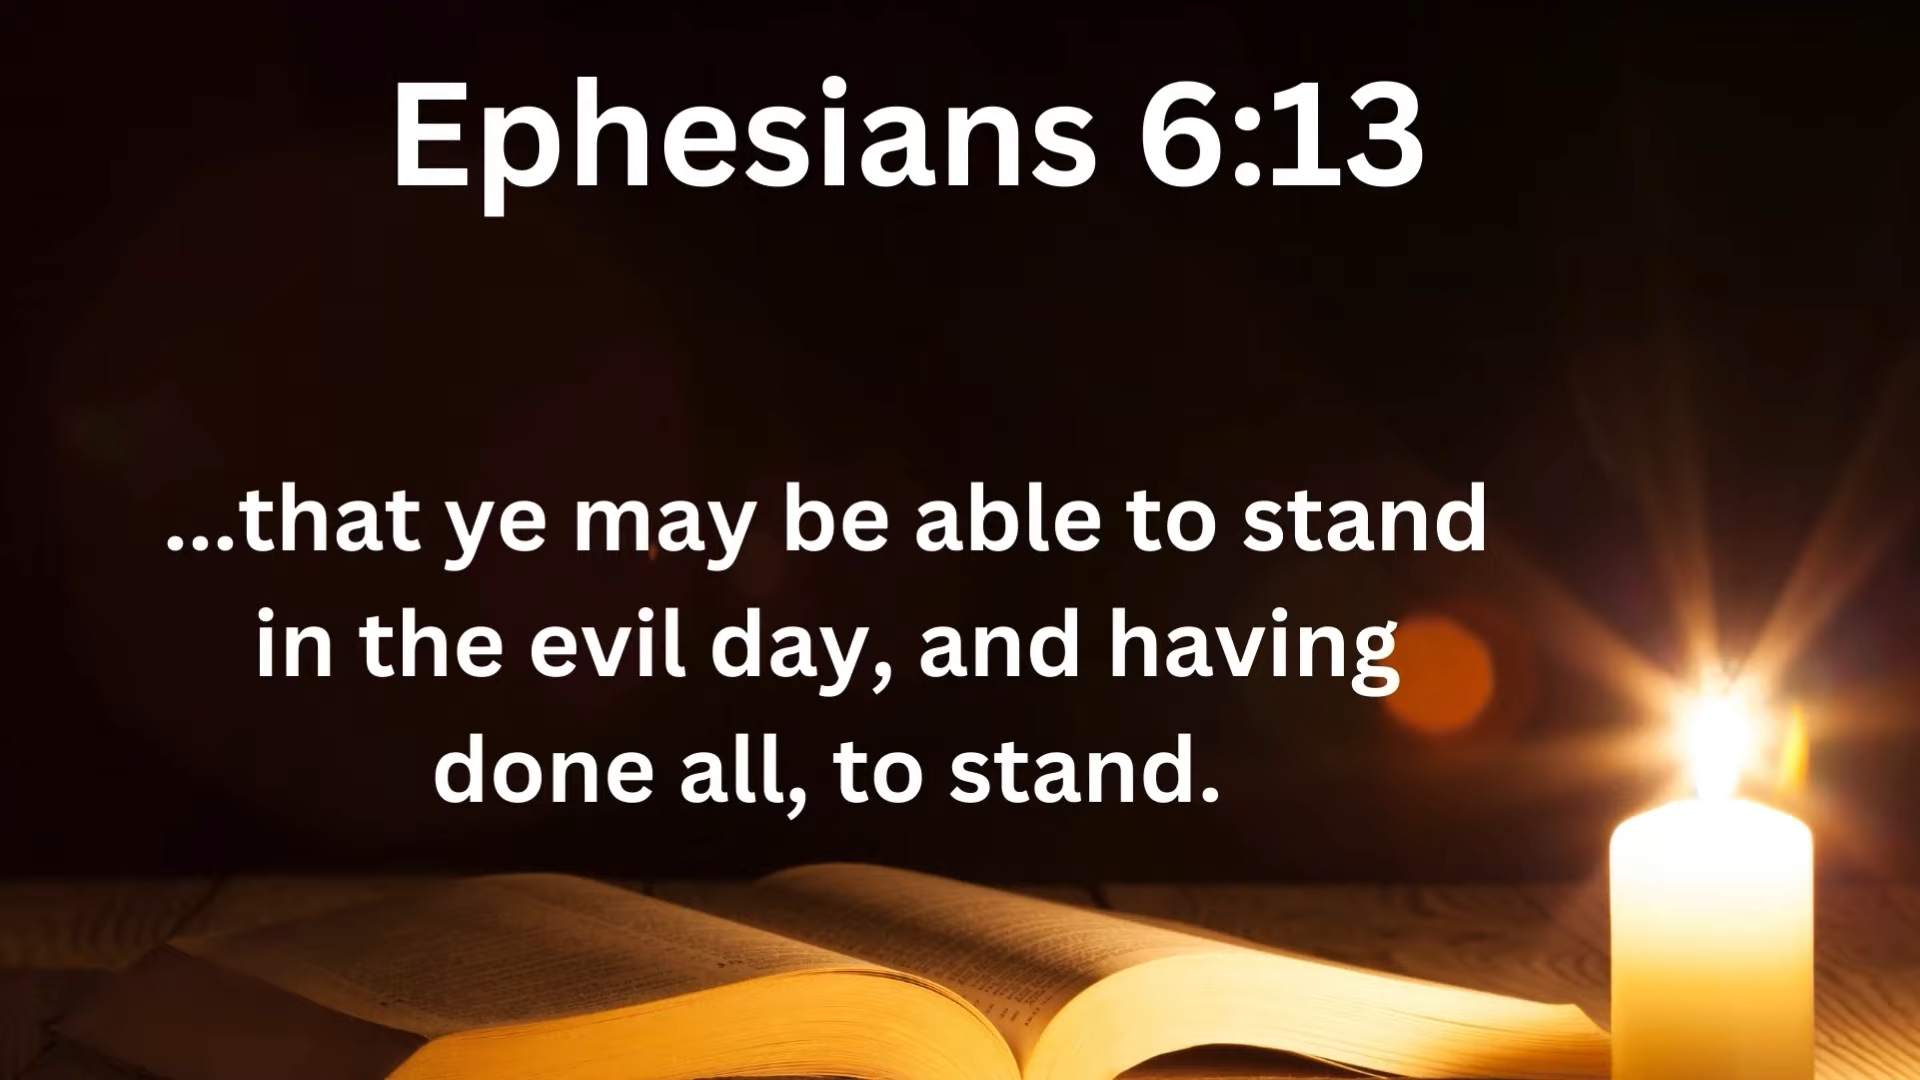 Ephesians 6:13
...that ye may be able to stand
in the evil day, and having
done all, to stand.